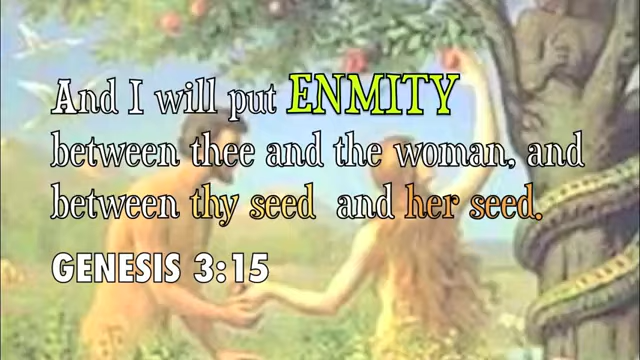 And I will put ENMITY
between thee and the woman, and
between thy seed and her seed.
GENESIS 3:15